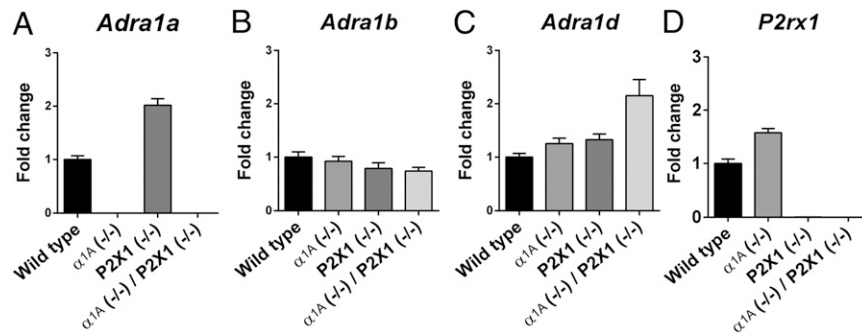 A Adra1a
Fold change
3
2
1
0
Wild type
α1A (-/-)
P2X1 (-/-)
α1A (-/-) / P2X1 (-/-)
B Adra1b
Fold change
3
2
1
0
Wild type
α1A (-/-)
P2X1 (-/-)
α1A (-/-) / P2X1 (-/-)
C Adra1d
Fold change
3
2
1
0
Wild type
α1A (-/-)
P2X1 (-/-)
α1A (-/-) / P2X1 (-/-)
D P2rx1
Fold change
3
2
1
0
Wild type
α1A (-/-)
P2X1 (-/-)
α1A (-/-) / P2X1 (-/-)